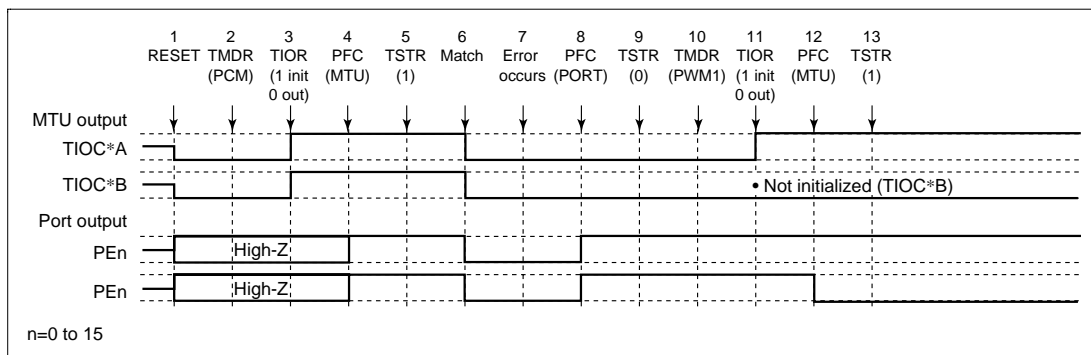 1 2 3 4 5 6 7 8 9 10 11 12 13
RESET TMDR TIOR PFC TSTR Match Error PFC TSTR TMDR TIOR PFC TSTR
(PCM) (1 init (MTU) (1) occurs (PORT) (0) (PWM1) (1 init (MTU) (1)
0 out) 0 out)
MTU output
TIOC*A
TIOC*B
• Not initialized (TIOC*B)
Port output
PEn
High-Z
PEn
High-Z
n=0 to 15